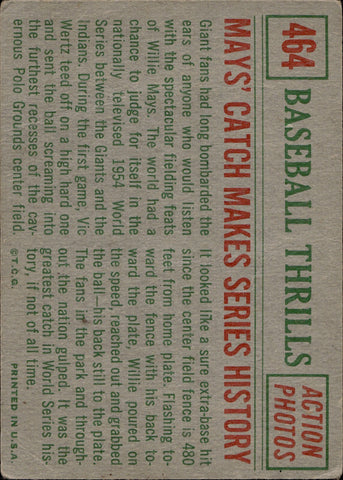 464 BASEBALL THRILLS
ACTION
PHOTOS
MAYS' CATCH MAKES SERIES HISTORY
Giant fans had long bombarded the
ears of anyone who would listen
with the spectacular fielding feats
of Willie Mays. The world had a
chance to judge for itself in the
nationally televised 1954 World
Series between the Giants and the
Indians. During the first game, Vic
Wertz teed off on a high hard one
and sent the ball screaming into
the furthest recesses of the cav-
ernous Polo Grounds center field.
It looked like a sure extra-base hit
since the center field fence is 480
feet from home plate. Flashing to-
ward the fence with his back to-
ward the plate, Willie poured on
the speed, reached out and grabbed
the ball—his back still to the plate.
The fans in the park and through-
out the nation gulped. It was the
greatest catch in World Series his-
tory, if not of all time.
© T.C.G. PRINTED IN U.S.A.